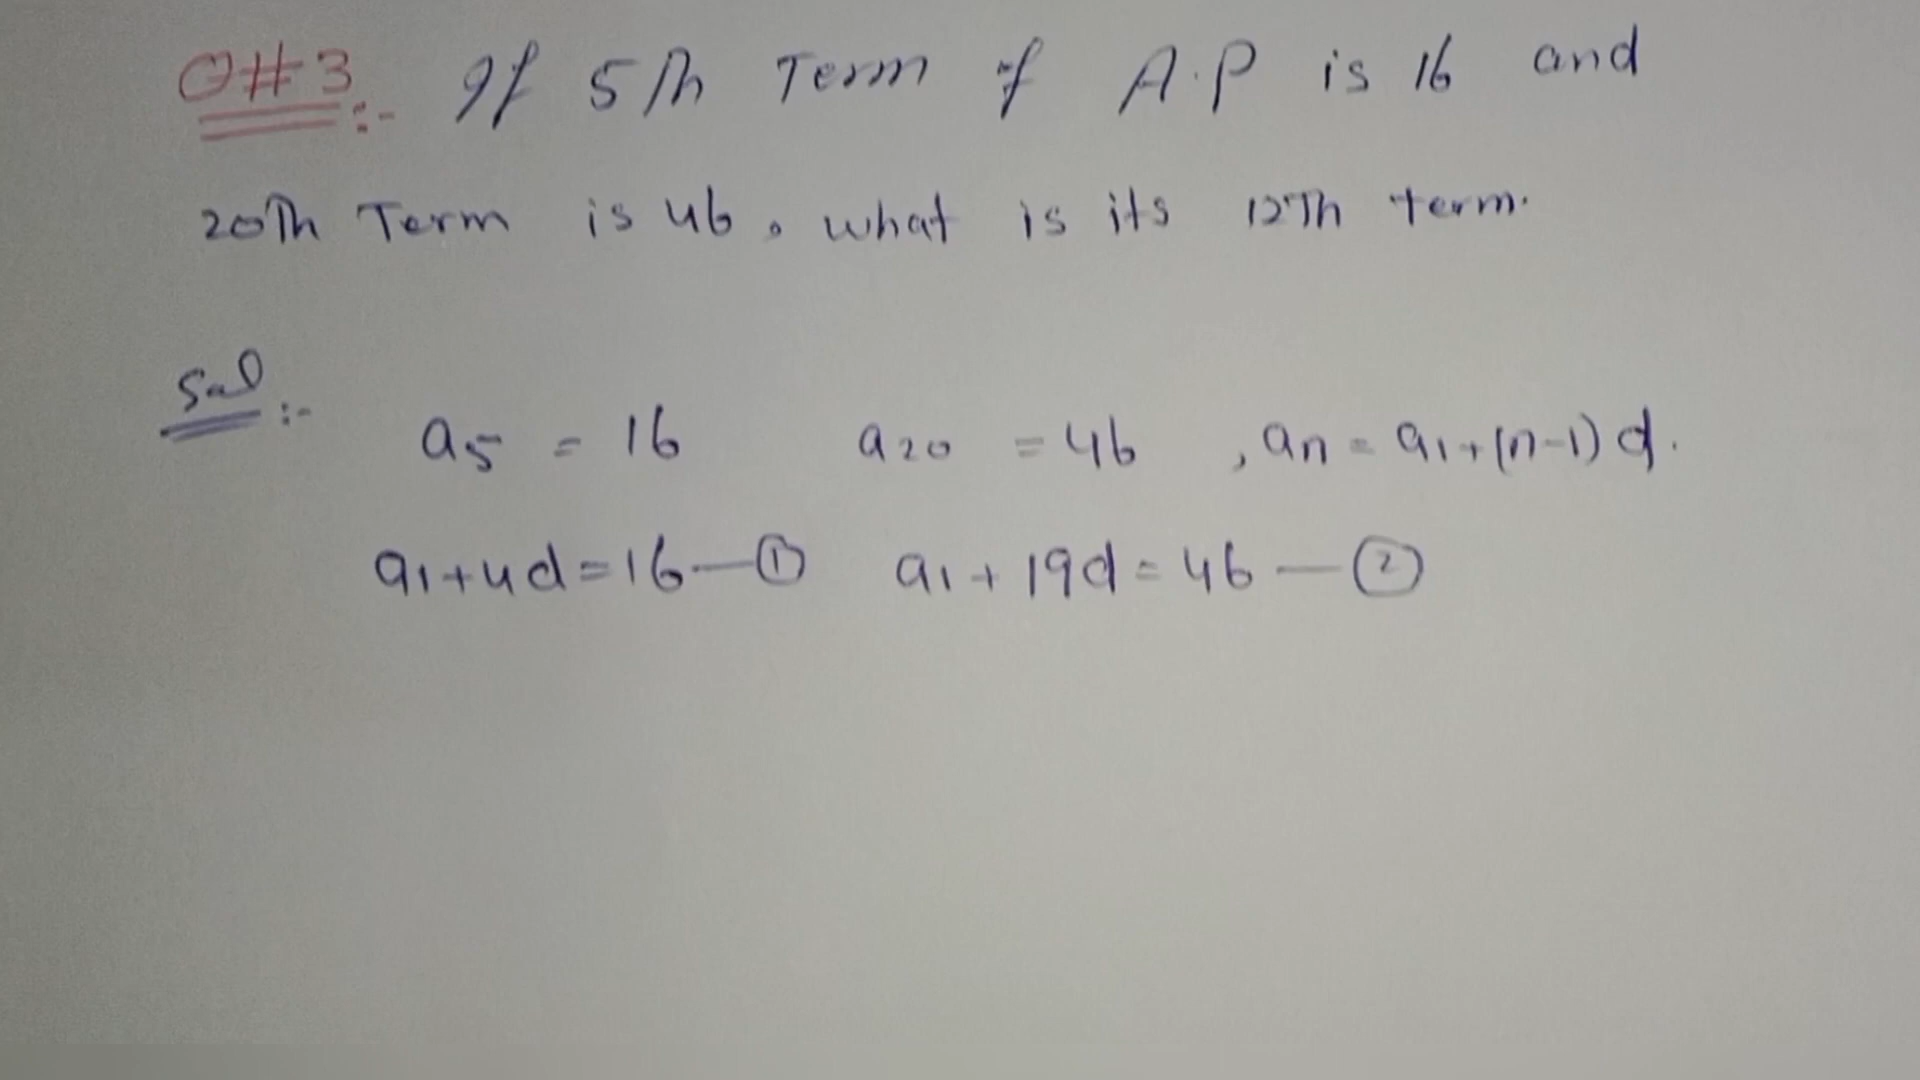 Q#3:- If 5th Term of A.P is 16 and
20Th Term is 46, what is its 12Th term.
Sol:-
a5 = 16 a20 = 46 , an = a1+(n-1)d.
a1+4d=16—① a1+19d=46—②